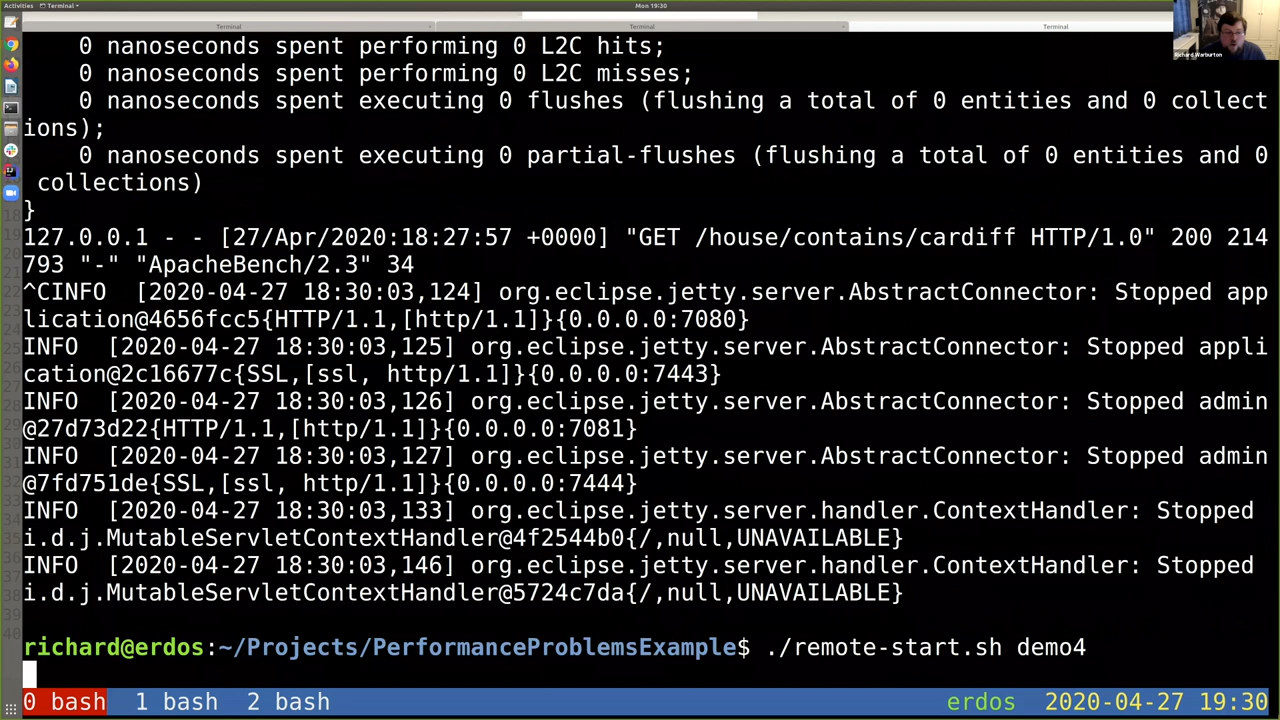 Activities Terminal Mon 19:30
Terminal Terminal Terminal
Richard Warburton
0 nanoseconds spent performing 0 L2C hits;
0 nanoseconds spent performing 0 L2C misses;
0 nanoseconds spent executing 0 flushes (flushing a total of 0 entities and 0 collect
ions);
0 nanoseconds spent executing 0 partial-flushes (flushing a total of 0 entities and 0
collections)
}
127.0.0.1 - - [27/Apr/2020:18:27:57 +0000] "GET /house/contains/cardiff HTTP/1.0" 200 214
793 "-" "ApacheBench/2.3" 34
^CINFO [2020-04-27 18:30:03,124] org.eclipse.jetty.server.AbstractConnector: Stopped app
lication@4656fcc5{HTTP/1.1,[http/1.1]}{0.0.0.0:7080}
INFO [2020-04-27 18:30:03,125] org.eclipse.jetty.server.AbstractConnector: Stopped appli
cation@2c16677c{SSL,[ssl, http/1.1]}{0.0.0.0:7443}
INFO [2020-04-27 18:30:03,126] org.eclipse.jetty.server.AbstractConnector: Stopped admin
@27d73d22{HTTP/1.1,[http/1.1]}{0.0.0.0:7081}
INFO [2020-04-27 18:30:03,127] org.eclipse.jetty.server.AbstractConnector: Stopped admin
@7fd751de{SSL,[ssl, http/1.1]}{0.0.0.0:7444}
INFO [2020-04-27 18:30:03,133] org.eclipse.jetty.server.handler.ContextHandler: Stopped
i.d.j.MutableServletContextHandler@4f2544b0{/,null,UNAVAILABLE}
INFO [2020-04-27 18:30:03,146] org.eclipse.jetty.server.handler.ContextHandler: Stopped
i.d.j.MutableServletContextHandler@5724c7da{/,null,UNAVAILABLE}
richard@erdos:~/Projects/PerformanceProblemsExample$ ./remote-start.sh demo4
0 bash 1 bash 2 bash erdos 2020-04-27 19:30